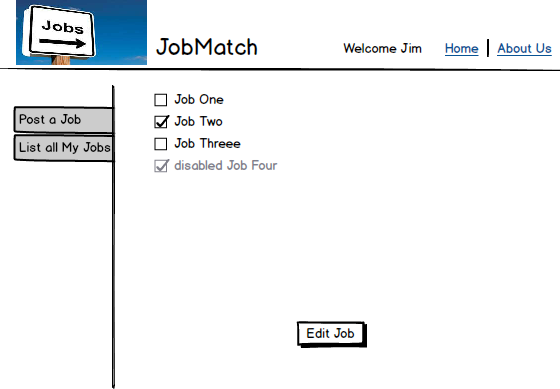 Jobs
JobMatch
Welcome Jim
Home
About Us
Post a Job
List all My Jobs
Job One
Job Two
Job Threee
disabled Job Four
Edit Job